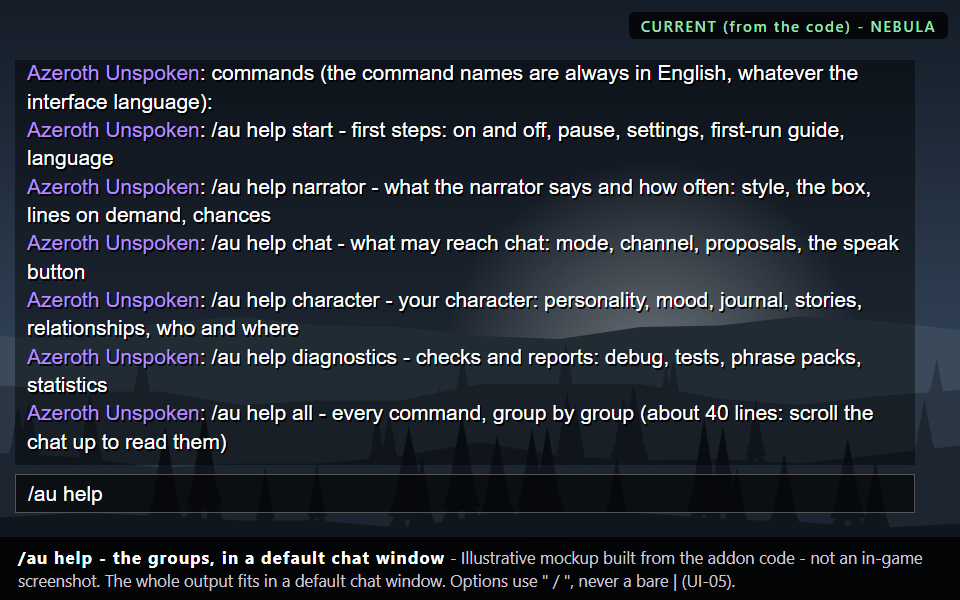 CURRENT (from the code) - NEBULA
Azeroth Unspoken: commands (the command names are always in English, whatever the
interface language):
Azeroth Unspoken: /au help start - first steps: on and off, pause, settings, first-run guide,
language
Azeroth Unspoken: /au help narrator - what the narrator says and how often: style, the box,
lines on demand, chances
Azeroth Unspoken: /au help chat - what may reach chat: mode, channel, proposals, the speak
button
Azeroth Unspoken: /au help character - your character: personality, mood, journal, stories,
relationships, who and where
Azeroth Unspoken: /au help diagnostics - checks and reports: debug, tests, phrase packs,
statistics
Azeroth Unspoken: /au help all - every command, group by group (about 40 lines: scroll the
chat up to read them)
/au help
/au help - the groups, in a default chat window - Illustrative mockup built from the addon code - not an in-game
screenshot. The whole output fits in a default chat window. Options use " / ", never a bare | (UI-05).